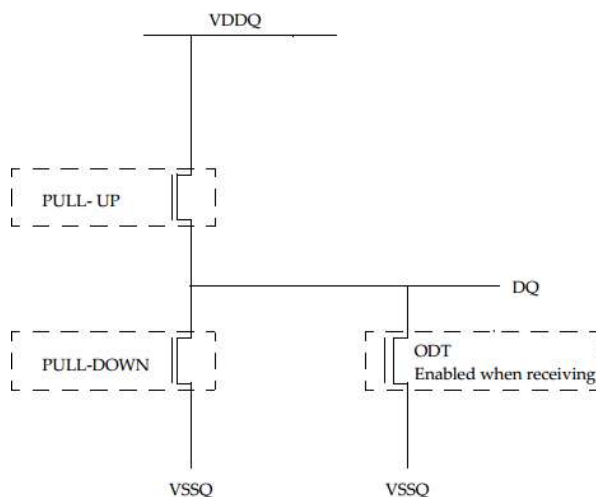 VDDQ
PULL- UP
DQ
PULL-DOWN
ODT
Enabled when receiving
VSSQ
VSSQ